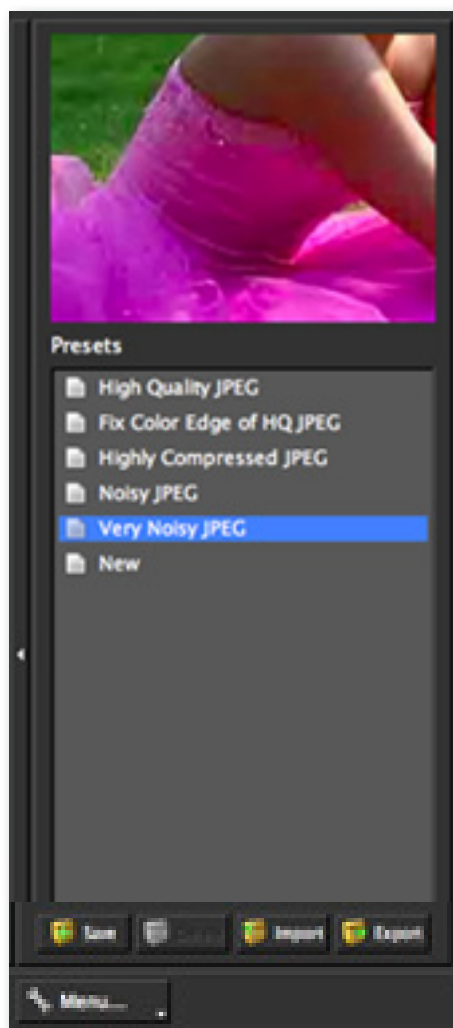 Presets
High Quality JPEG
Fix Color Edge of HQ JPEG
Highly Compressed JPEG
Noisy JPEG
Very Noisy JPEG
New
Save Import Export
Menu...